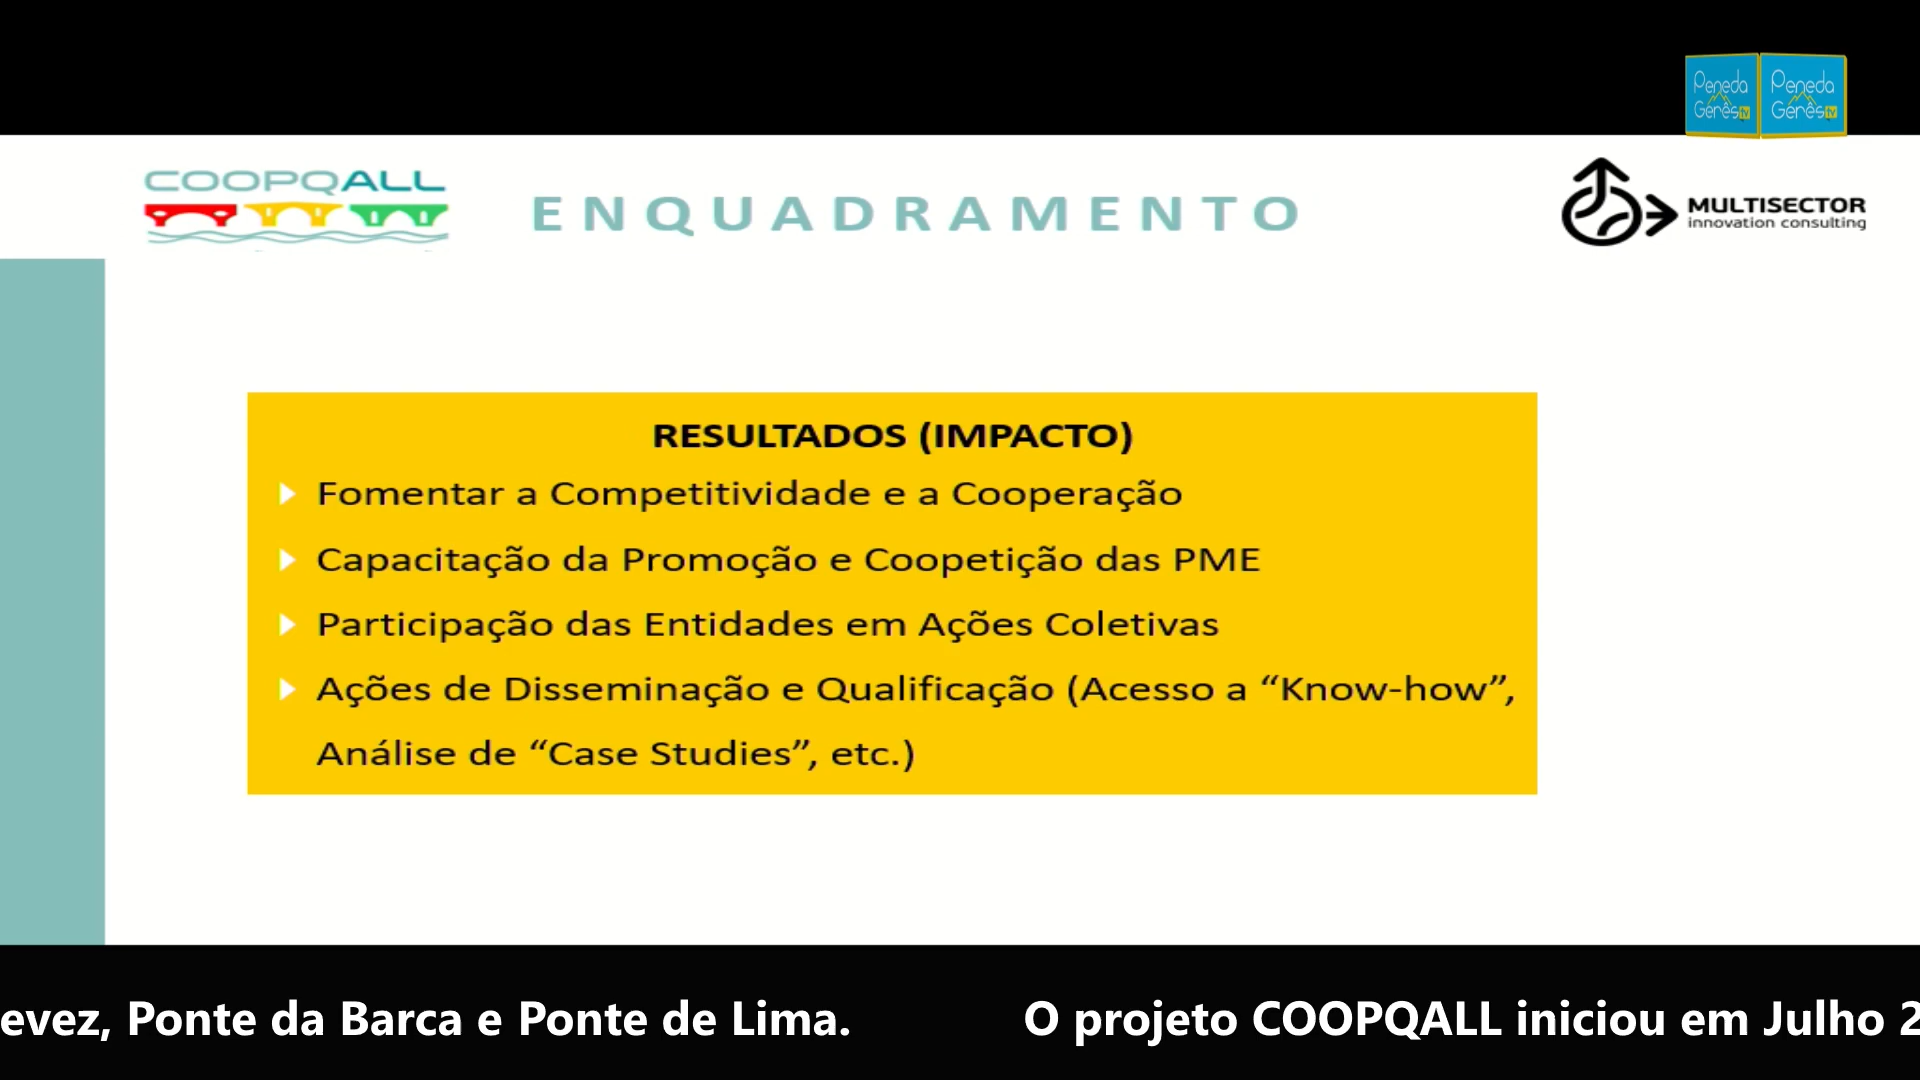 Peneda Gerês tv
Peneda Gerês tv
COOPQALL
ENQUADRAMENTO
MULTISECTOR
innovation consulting
RESULTADOS (IMPACTO)
Fomentar a Competitividade e a Cooperação
Capacitação da Promoção e Coopetição das PME
Participação das Entidades em Ações Coletivas
Ações de Disseminação e Qualificação (Acesso a “Know-how”,
Análise de “Case Studies”, etc.)
evez, Ponte da Barca e Ponte de Lima. O projeto COOPQALL iniciou em Julho 2